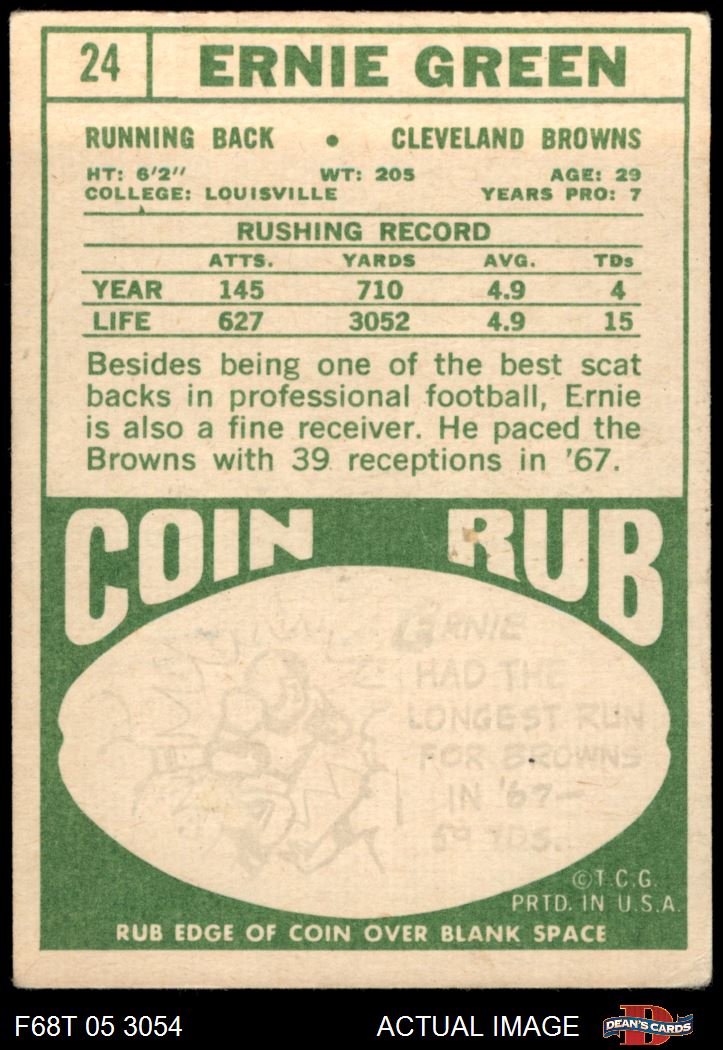 24 ERNIE GREEN
RUNNING BACK • CLEVELAND BROWNS
HT: 6'2" WT: 205 AGE: 29
COLLEGE: LOUISVILLE YEARS PRO: 7
RUSHING RECORD
ATTS. YARDS AVG. TDs
YEAR 145 710 4.9 4
LIFE 627 3052 4.9 15
Besides being one of the best scat
backs in professional football, Ernie
is also a fine receiver. He paced the
Browns with 39 receptions in '67.
COIN RUB
ERNIE
HAD THE
LONGEST RUN
FOR BROWNS
IN '67—
YDS.
©T.C.G.
PRTD. IN U.S.A.
RUB EDGE OF COIN OVER BLANK SPACE
F68T 05 3054 ACTUAL IMAGE DEAN'S CARDS